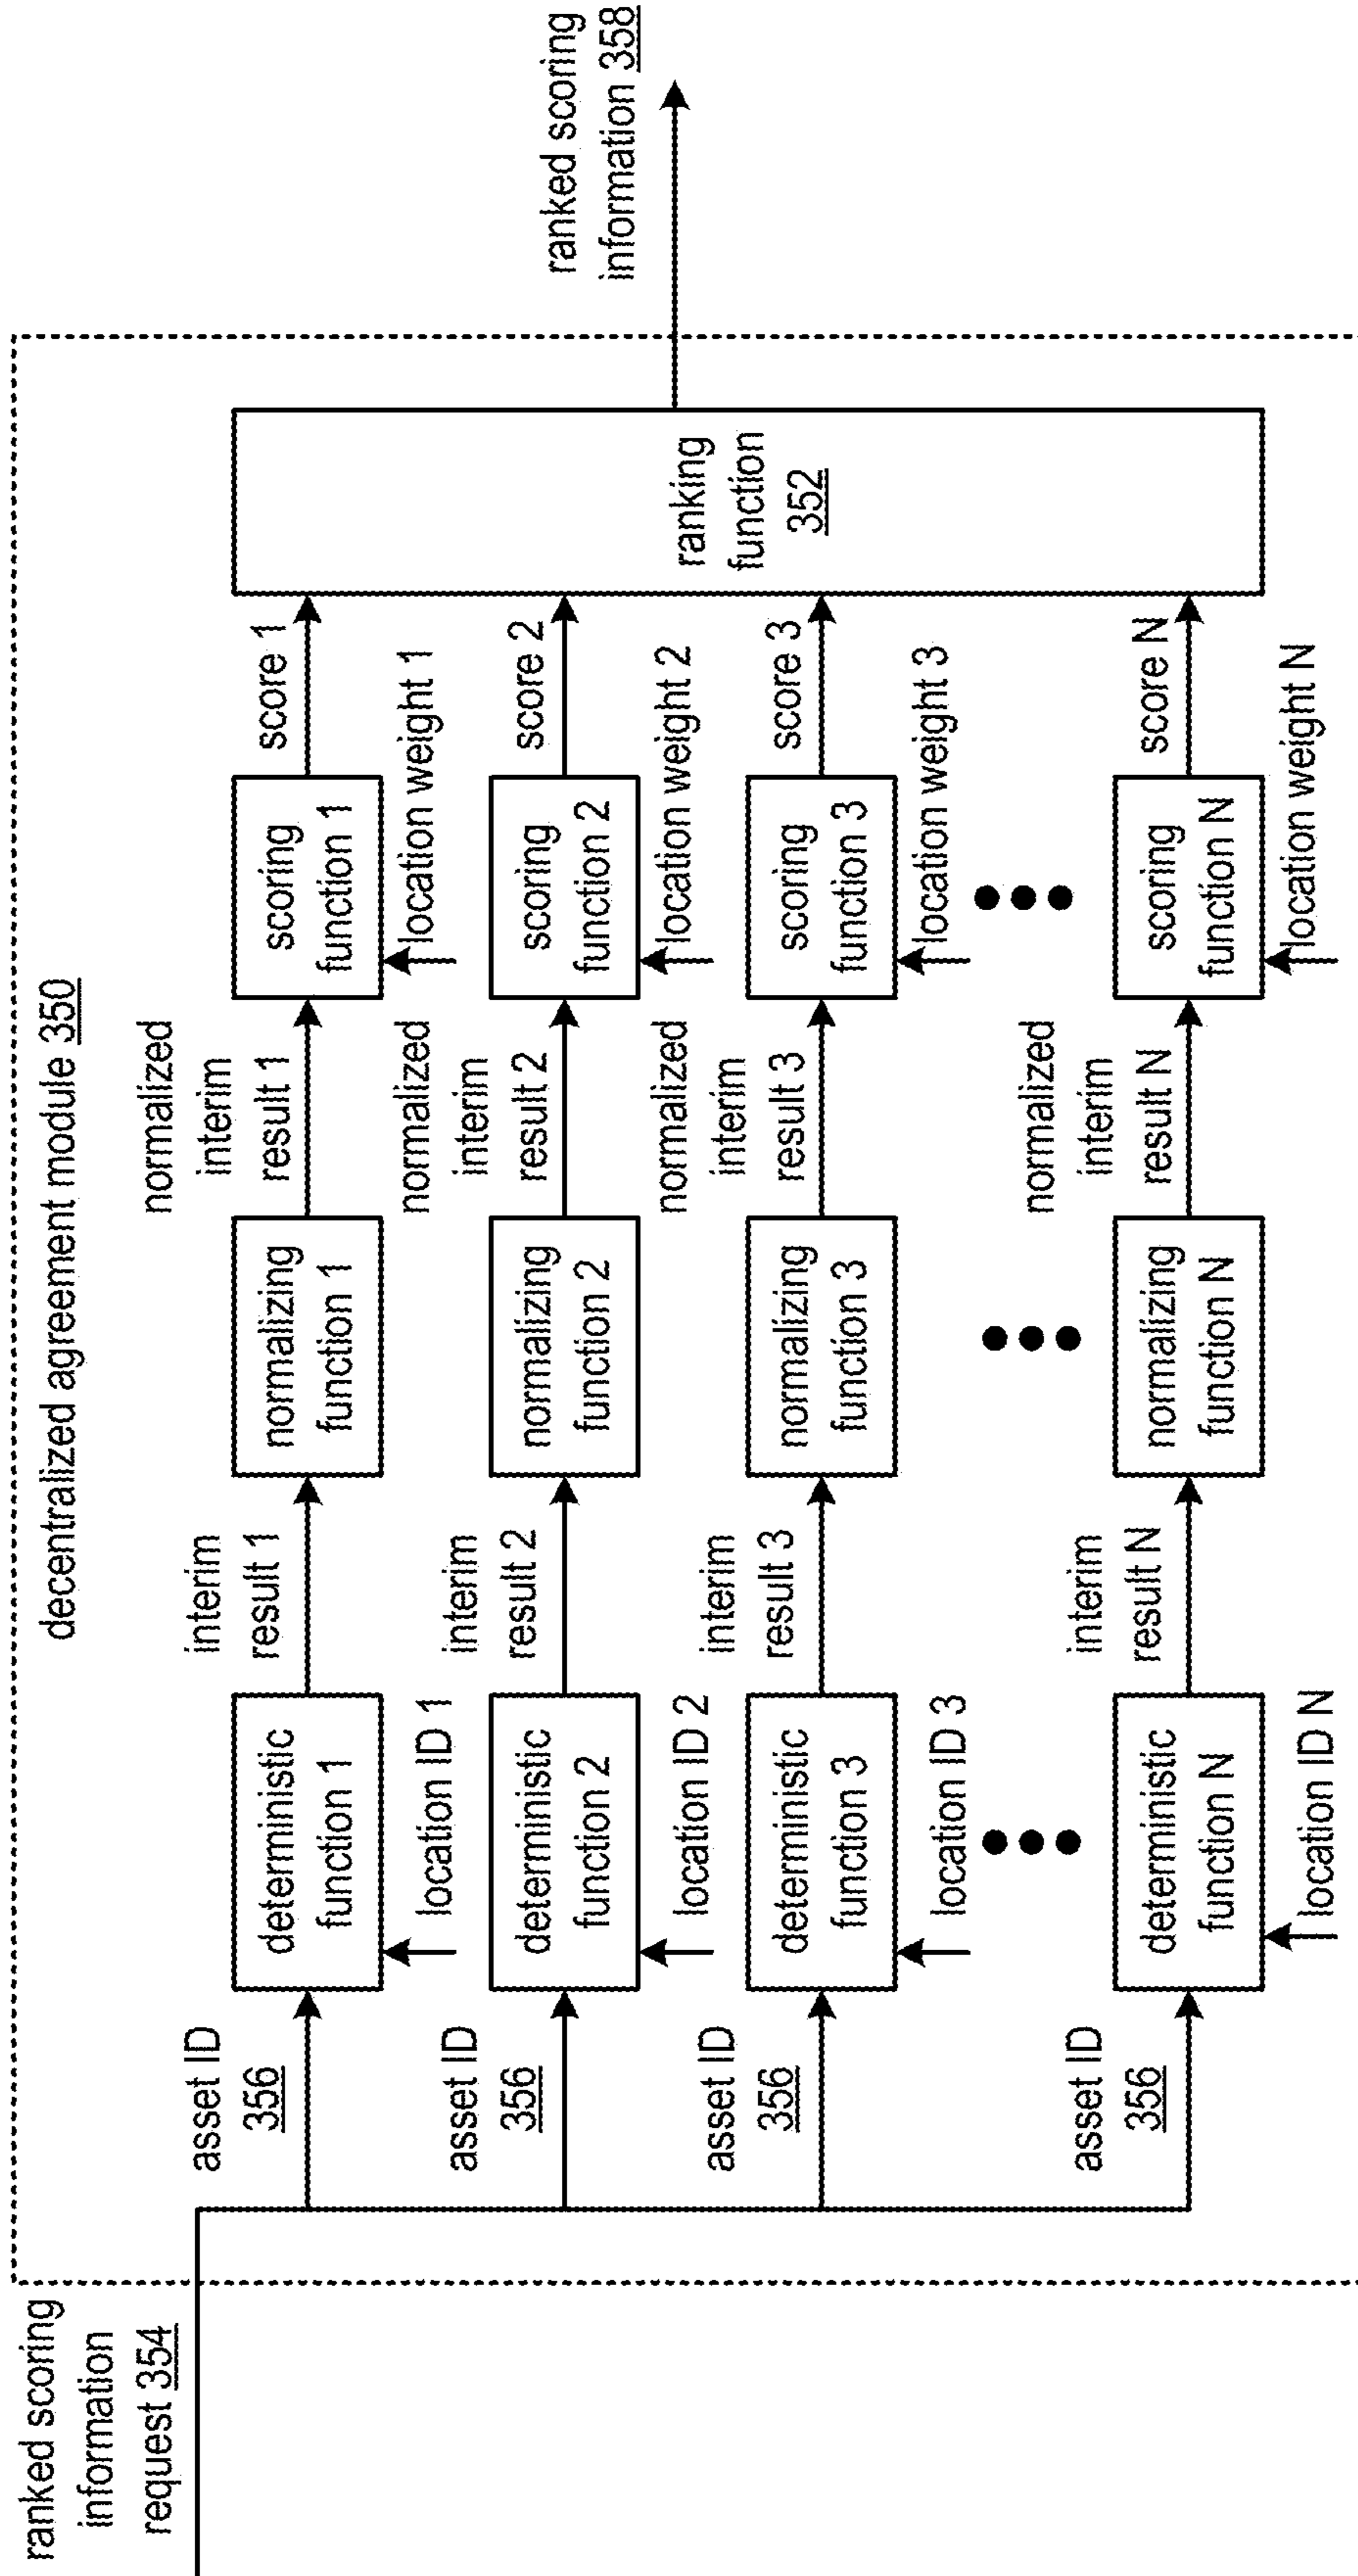 decentralized agreement module 350
ranked scoring
information
request 354
asset ID
356
deterministic
function 1
location ID 1
interim
result 1
normalizing
function 1
normalized
interim
result 1
scoring
function 1
location weight 1
score 1
asset ID
356
deterministic
function 2
location ID 2
interim
result 2
normalizing
function 2
normalized
interim
result 2
scoring
function 2
location weight 2
score 2
asset ID
356
deterministic
function 3
location ID 3
interim
result 3
normalizing
function 3
normalized
interim
result 3
scoring
function 3
location weight 3
score 3
asset ID
356
deterministic
function N
location ID N
interim
result N
normalizing
function N
normalized
interim
result N
scoring
function N
location weight N
score N
ranking
function
352
ranked scoring
information 358